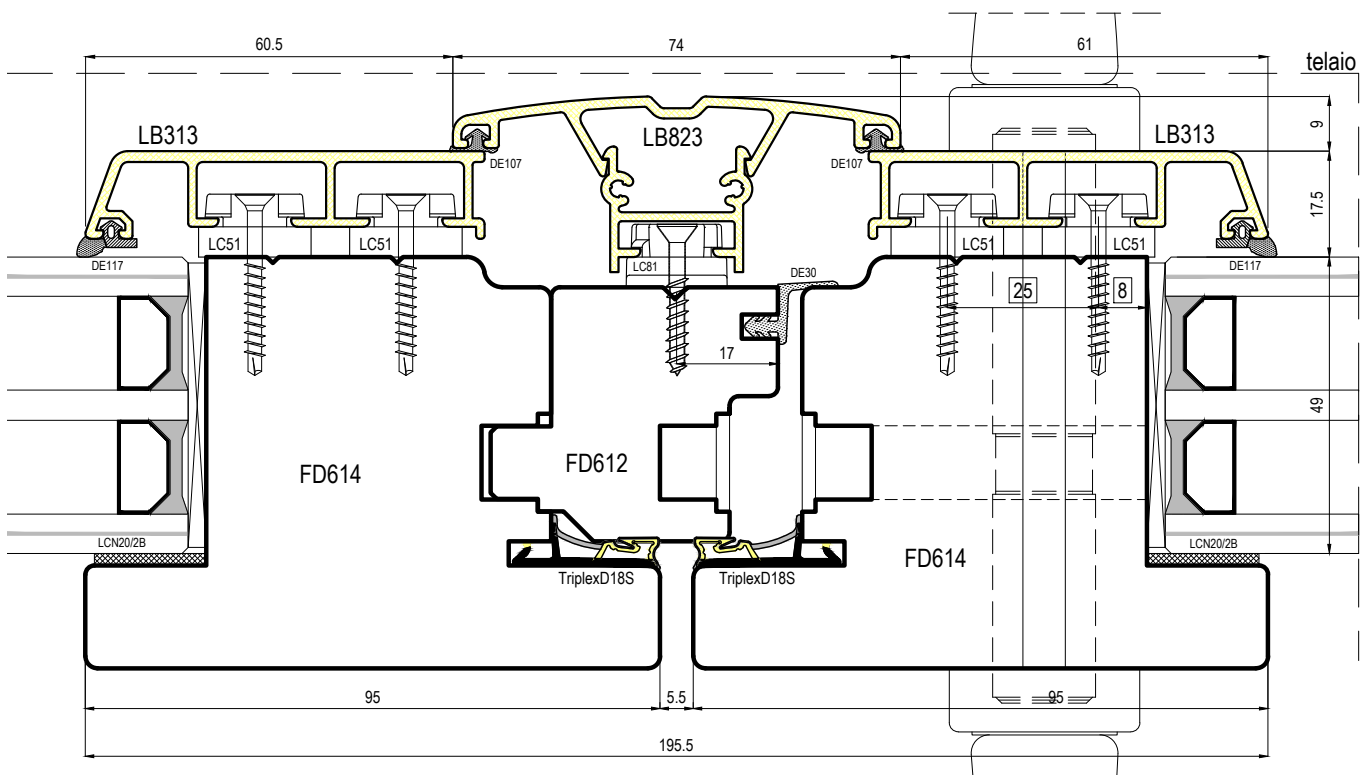 60.5
74
61
telaio
LB313
LB823
LB313
9
DE107
DE107
17.5
LC51
LC51
LC51
LC51
DE117
LC81
DE30
DE117
25
8
17
49
FD614
FD612
LCN20/2B
LCN20/2B
FD614
TriplexD18S
TriplexD18S
95
5.5
95
195.5